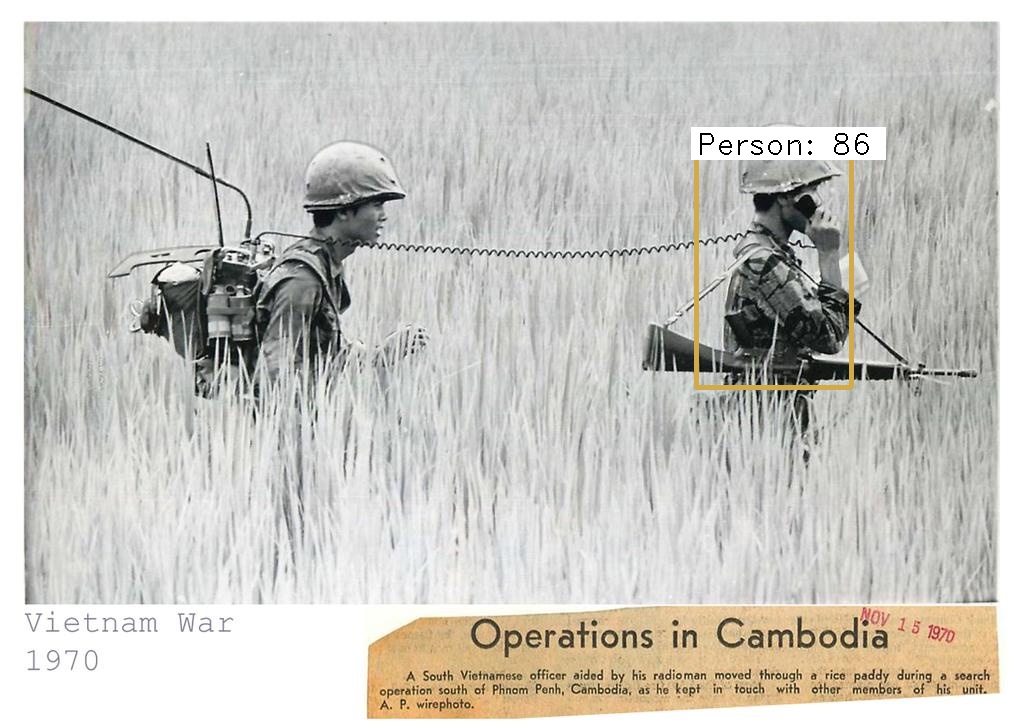 Person: 86
Vietnam War
1970
NOV 15 1970
Operations in Cambodia
A South Vietnamese officer aided by his radioman moved through a rice paddy during a search
operation south of Phnom Penh, Cambodia, as he kept in touch with other members of his unit.
A. P. wirephoto.